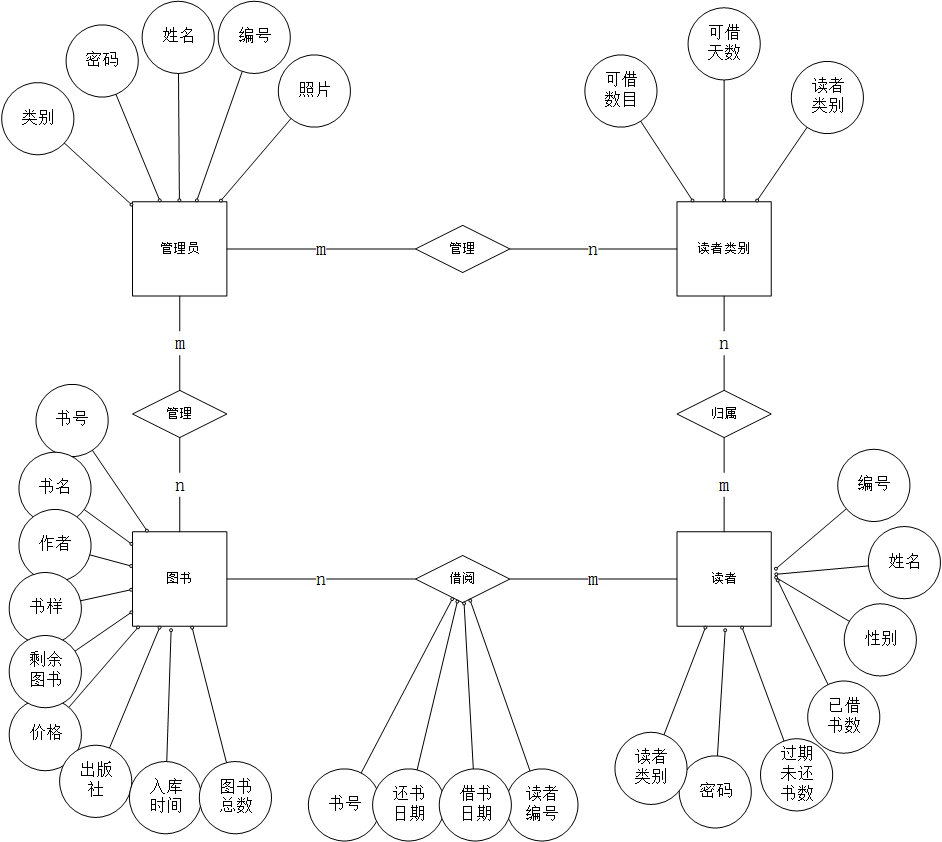 姓名
编号
可借
天数
密码
照片
可借
数目
读者
类别
类别
管理员
m
管理
n
读者类别
m
n
管理
归属
书号
n
m
编号
书名
作者
姓名
图书
n
借阅
m
读者
书样
性别
剩余
图书
价格
已借
书数
出版
社
入库
时间
图书
总数
书号
还书
日期
借书
日期
读者
编号
读者
类别
密码
过期
未还
书数